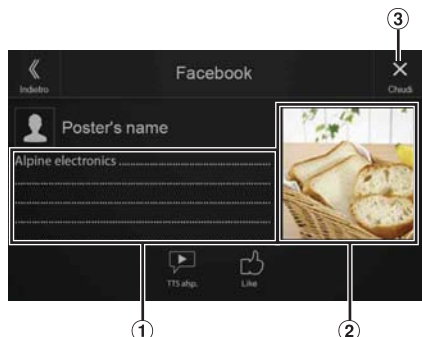 ③
Indietro
Facebook
Chiudi
Poster's name
Alpine electronics ..............................
TTS ahp.
Like
① ②